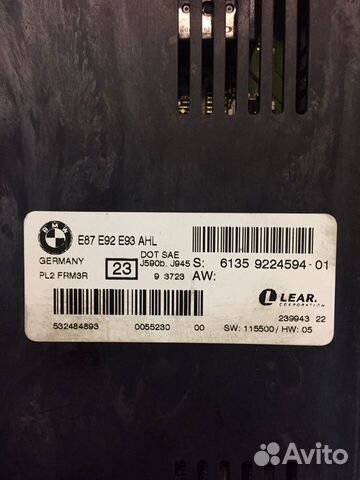 BMW
E87 E92 E93 AHL
GERMANY
23
DOT SAE
J590b, J945
S: 6135 9224594-01
PL2 FRM3R
9 3723
AW:
LEAR.
CORPORATION
239943 22
532484893
0055230 00
SW: 115500 / HW: 05
Avito